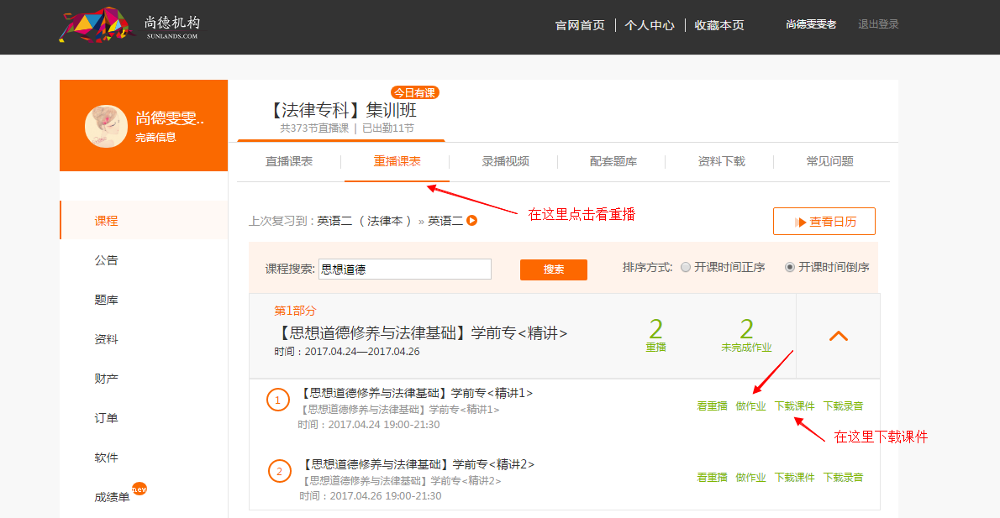 尚德机构
SUNLANDS.COM
官网首页 | 个人中心 | 收藏本页
尚德雯雯老
退出登录
尚德雯雯..
完善信息
课程
公告
题库
资料
财产
订单
软件
成绩单
new
今日有课
【法律专科】集训班
共373节直播课 | 已出勤11节
直播课表
重播课表
录播视频
配套题库
资料下载
常见问题
在这里点击看重播
上次复习到 : 英语二 ( 法律本 ) » 英语二
查看日历
课程搜索:
思想道德
搜索
排序方式:
开课时间正序
开课时间倒序
第1部分
【思想道德修养与法律基础】学前专<精讲>
时间 : 2017.04.24—2017.04.26
2
重播
2
未完成作业
1
【思想道德修养与法律基础】学前专<精讲1>
【思想道德修养与法律基础】学前专<精讲1>
时间 : 2017.04.24 19:00-21:30
看重播 做作业 下载课件 下载录音
在这里下载课件
2
【思想道德修养与法律基础】学前专<精讲2>
【思想道德修养与法律基础】学前专<精讲2>
时间 : 2017.04.26 19:00-21:30
看重播 做作业 下载课件 下载录音